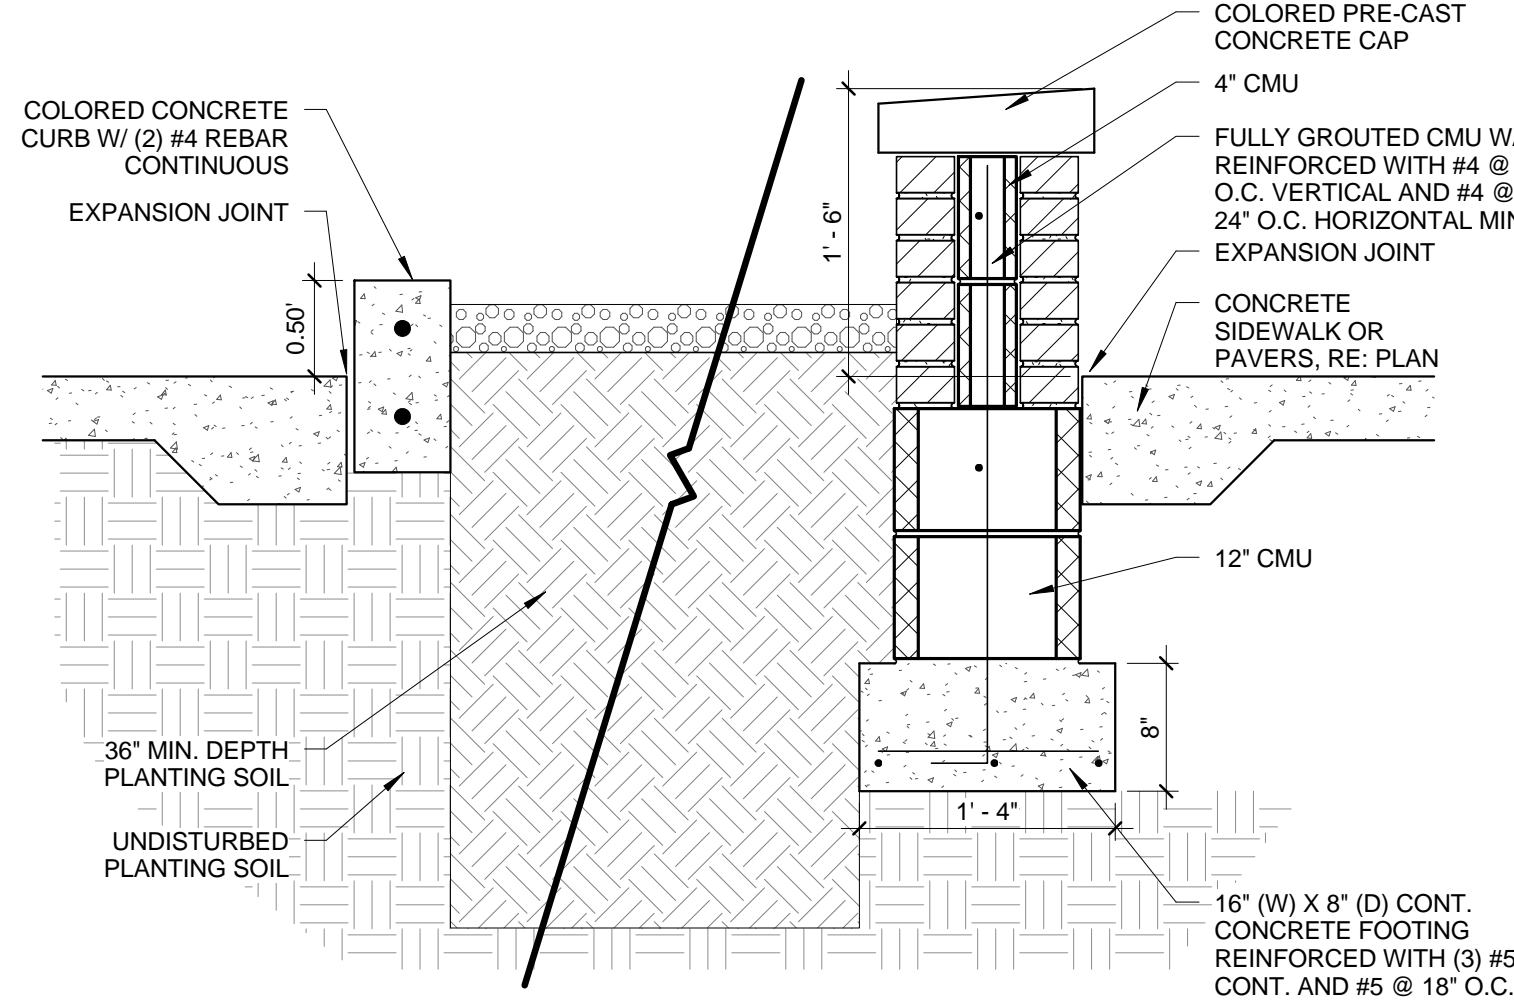 COLORED PRE-CAST
CONCRETE CAP
4" CMU
FULLY GROUTED CMU
REINFORCED WITH #4 @
O.C. VERTICAL AND #4 @
24" O.C. HORIZONTAL
EXPANSION JOINT
CONCRETE
SIDEWALK OR
PAVERS, RE: PLAN
12" CMU
16" (W) X 8" (D) CONT.
CONCRETE FOOTING
REINFORCED WITH (3) #5
CONT. AND #5 @ 18" O.C.
COLORED CONCRETE
CURB W/ (2) #4 REBAR
CONTINUOUS
EXPANSION JOINT
0.50'
1' - 6"
36" MIN. DEPTH
PLANTING SOIL
UNDISTURBED
PLANTING SOIL
8"
1' - 4"